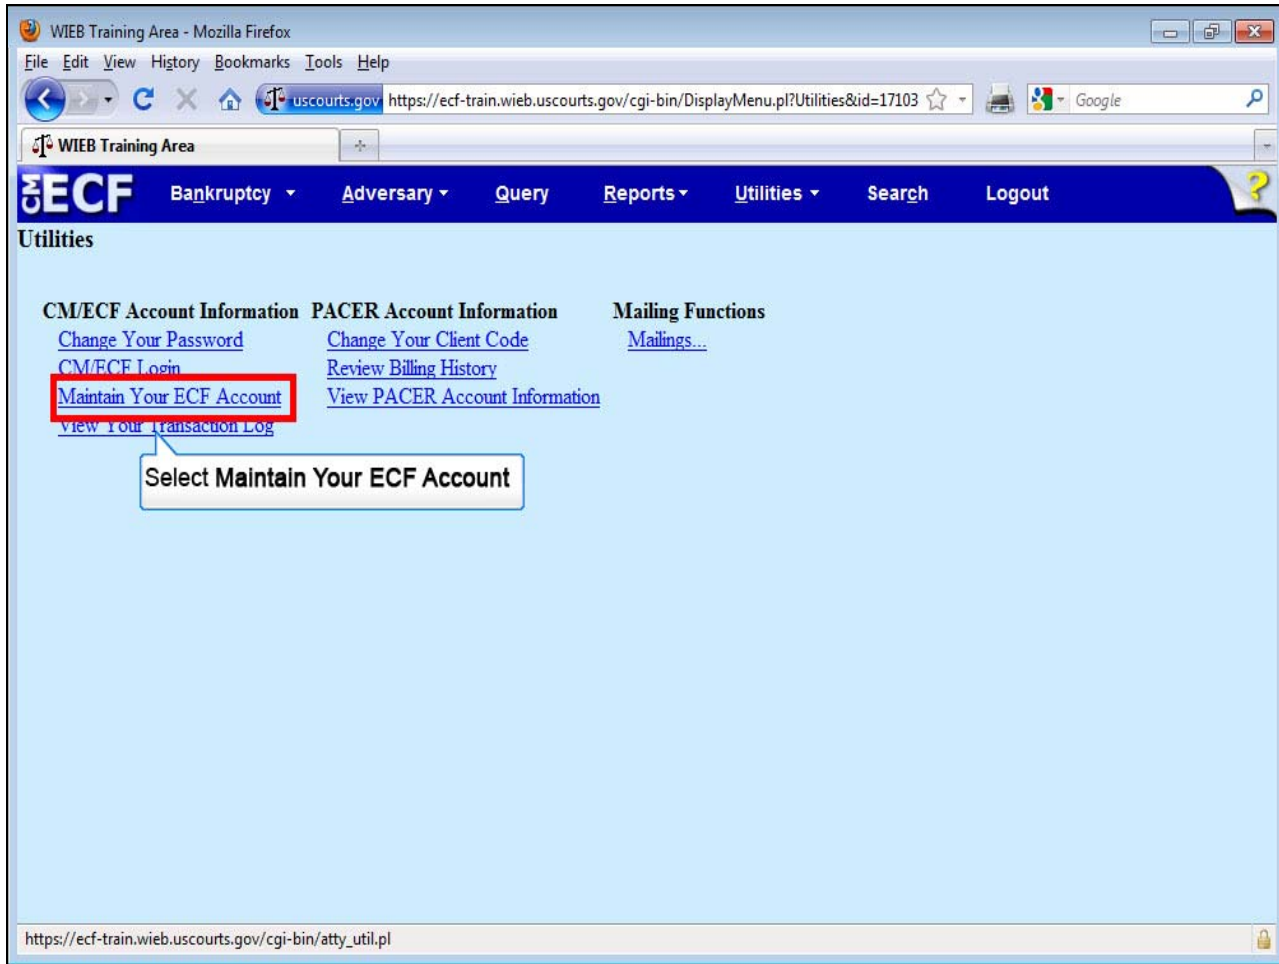 WIEB Training Area - Mozilla Firefox
File Edit View History Bookmarks Tools Help
uscourts.gov https://ecf-train.wieb.uscourts.gov/cgi-bin/DisplayMenu.pl?Utilities&id=17103 Google
WIEB Training Area
CM ECF Bankruptcy Adversary Query Reports Utilities Search Logout ?
Utilities
CM/ECF Account Information PACER Account Information Mailing Functions
Change Your Password Change Your Client Code Mailings...
CM/ECF Login Review Billing History
Maintain Your ECF Account View PACER Account Information
View Your Transaction Log
Select Maintain Your ECF Account
https://ecf-train.wieb.uscourts.gov/cgi-bin/atty_util.pl